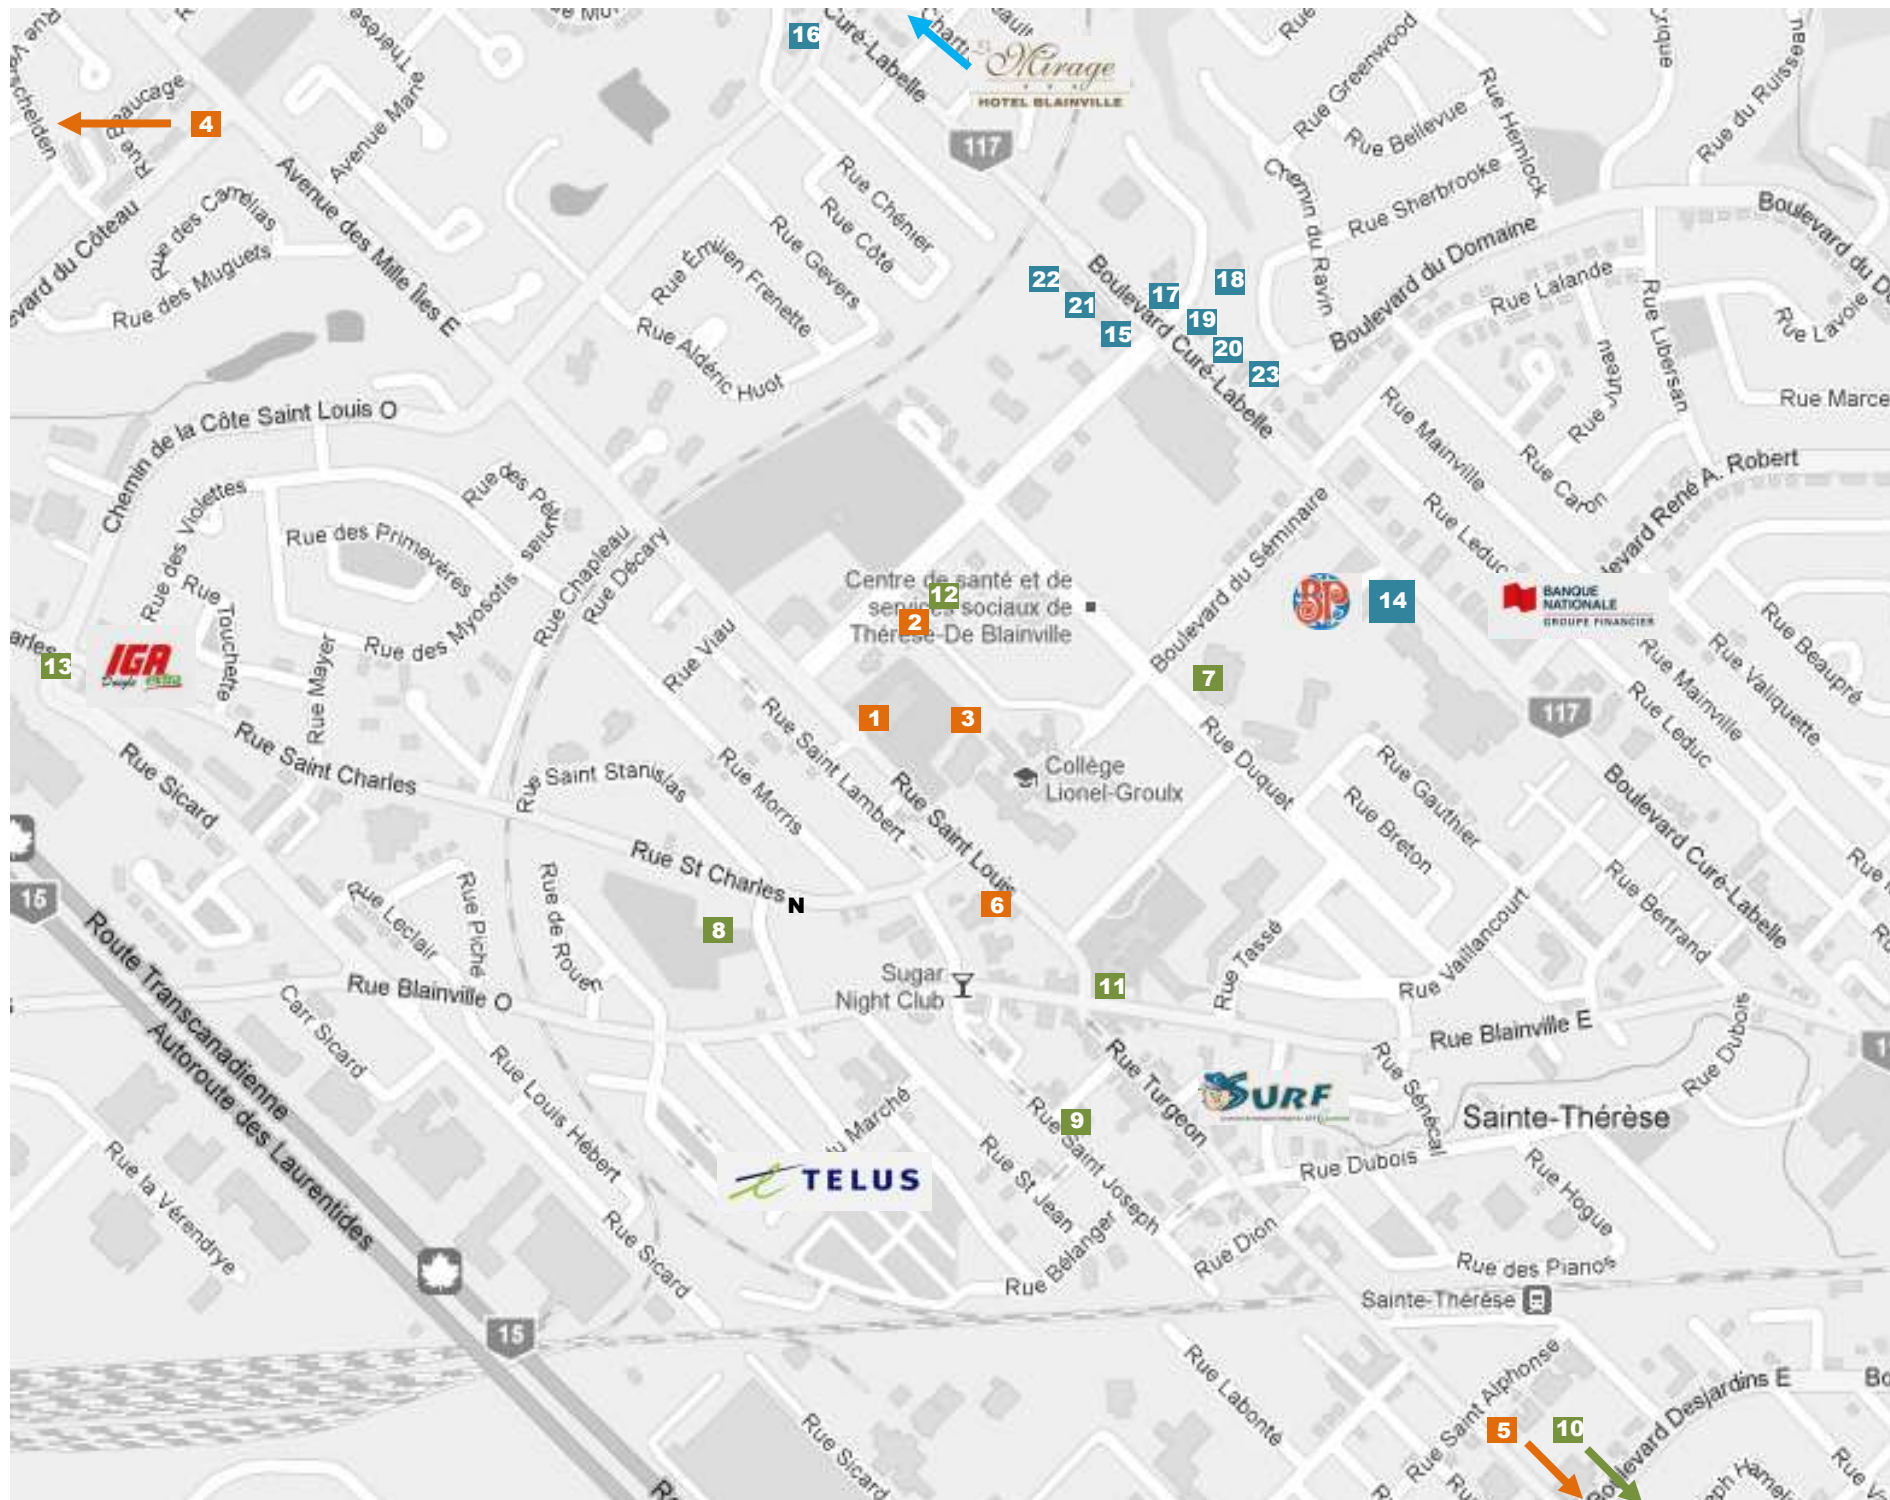 16
Curé-Labelle
El
Mirage
HOTEL BLAINVILLE
Rue
Rue Greenwood
Rue Bellevue
Rue Hemlock
Rue du Ruisseau
4
Rue Beaucage
Avenue Marie
Thérèse
117
Rue Sherbrooke
Chemin du Ravin
Boulevard du Domaine
Rue des Camélias
Rue des Muguets
Avenue des Mille Îles E
Rue Chénier
Rue Côté
Rue Gevers
Rue Émilien Frenette
Rue Aldéric Huot
Boulevard Curé-Labelle
22
21
15
17
18
19
20
23
Rue Lalande
Rue Libersan
Rue Lavoie
Rue Marce
Rue Caron
Rue Mainville
Rue Leduc
Chemin de la Côte Saint Louis O
Rue des Violettes
Rue des Primevères
Rue Touchette
Rue Mayer
Rue des Myosotis
Rue Chapleau
Rue Décary
Rue Viau
Centre de santé et de
services sociaux de
Thérèse-De Blainville
12
2
Boulevard du Séminaire
BP
14
BANQUE
NATIONALE
GROUPE FINANCIER
Rue Beaupré
Rue Valiquette
Rue Mainville
Rue Leduc
13
IGA
extra
7
1
3
117
Rue Saint Charles
Rue Sicard
Rue Saint Stanislas
Rue Morris
Rue Saint Lambert
Rue Saint Louis
Collège
Lionel-Groulx
Rue Duquet
Rue Gauthier
Rue Breton
Boulevard Curé-Labelle
Rue Bertrand
Rue Vaillancourt
Rue Tassé
15
Rue Leclair
Rue Piché
Rue St Charles
N
8
6
Sugar
Night Club
11
Rue Blainville O
Rue Blainville E
Carr Sicard
Route Transcanadienne
Autoroute des Laurentides
Rue Louis Hébert
Rue Turgeon
SURF
Rue Sénécal
Rue Dubois
Sainte-Thérèse
9
Rue Saint Joseph
Rue St Jean
TELUS
Rue Dubois
Rue Hogue
Rue la Vérendrye
Rue Sicard
Rue Bélanger
Rue Dion
Rue des Pianos
Sainte-Thérèse
15
Rue Labonté
Rue Saint Alphonse
Boulevard Desjardins E
5
10
Rue Sicard